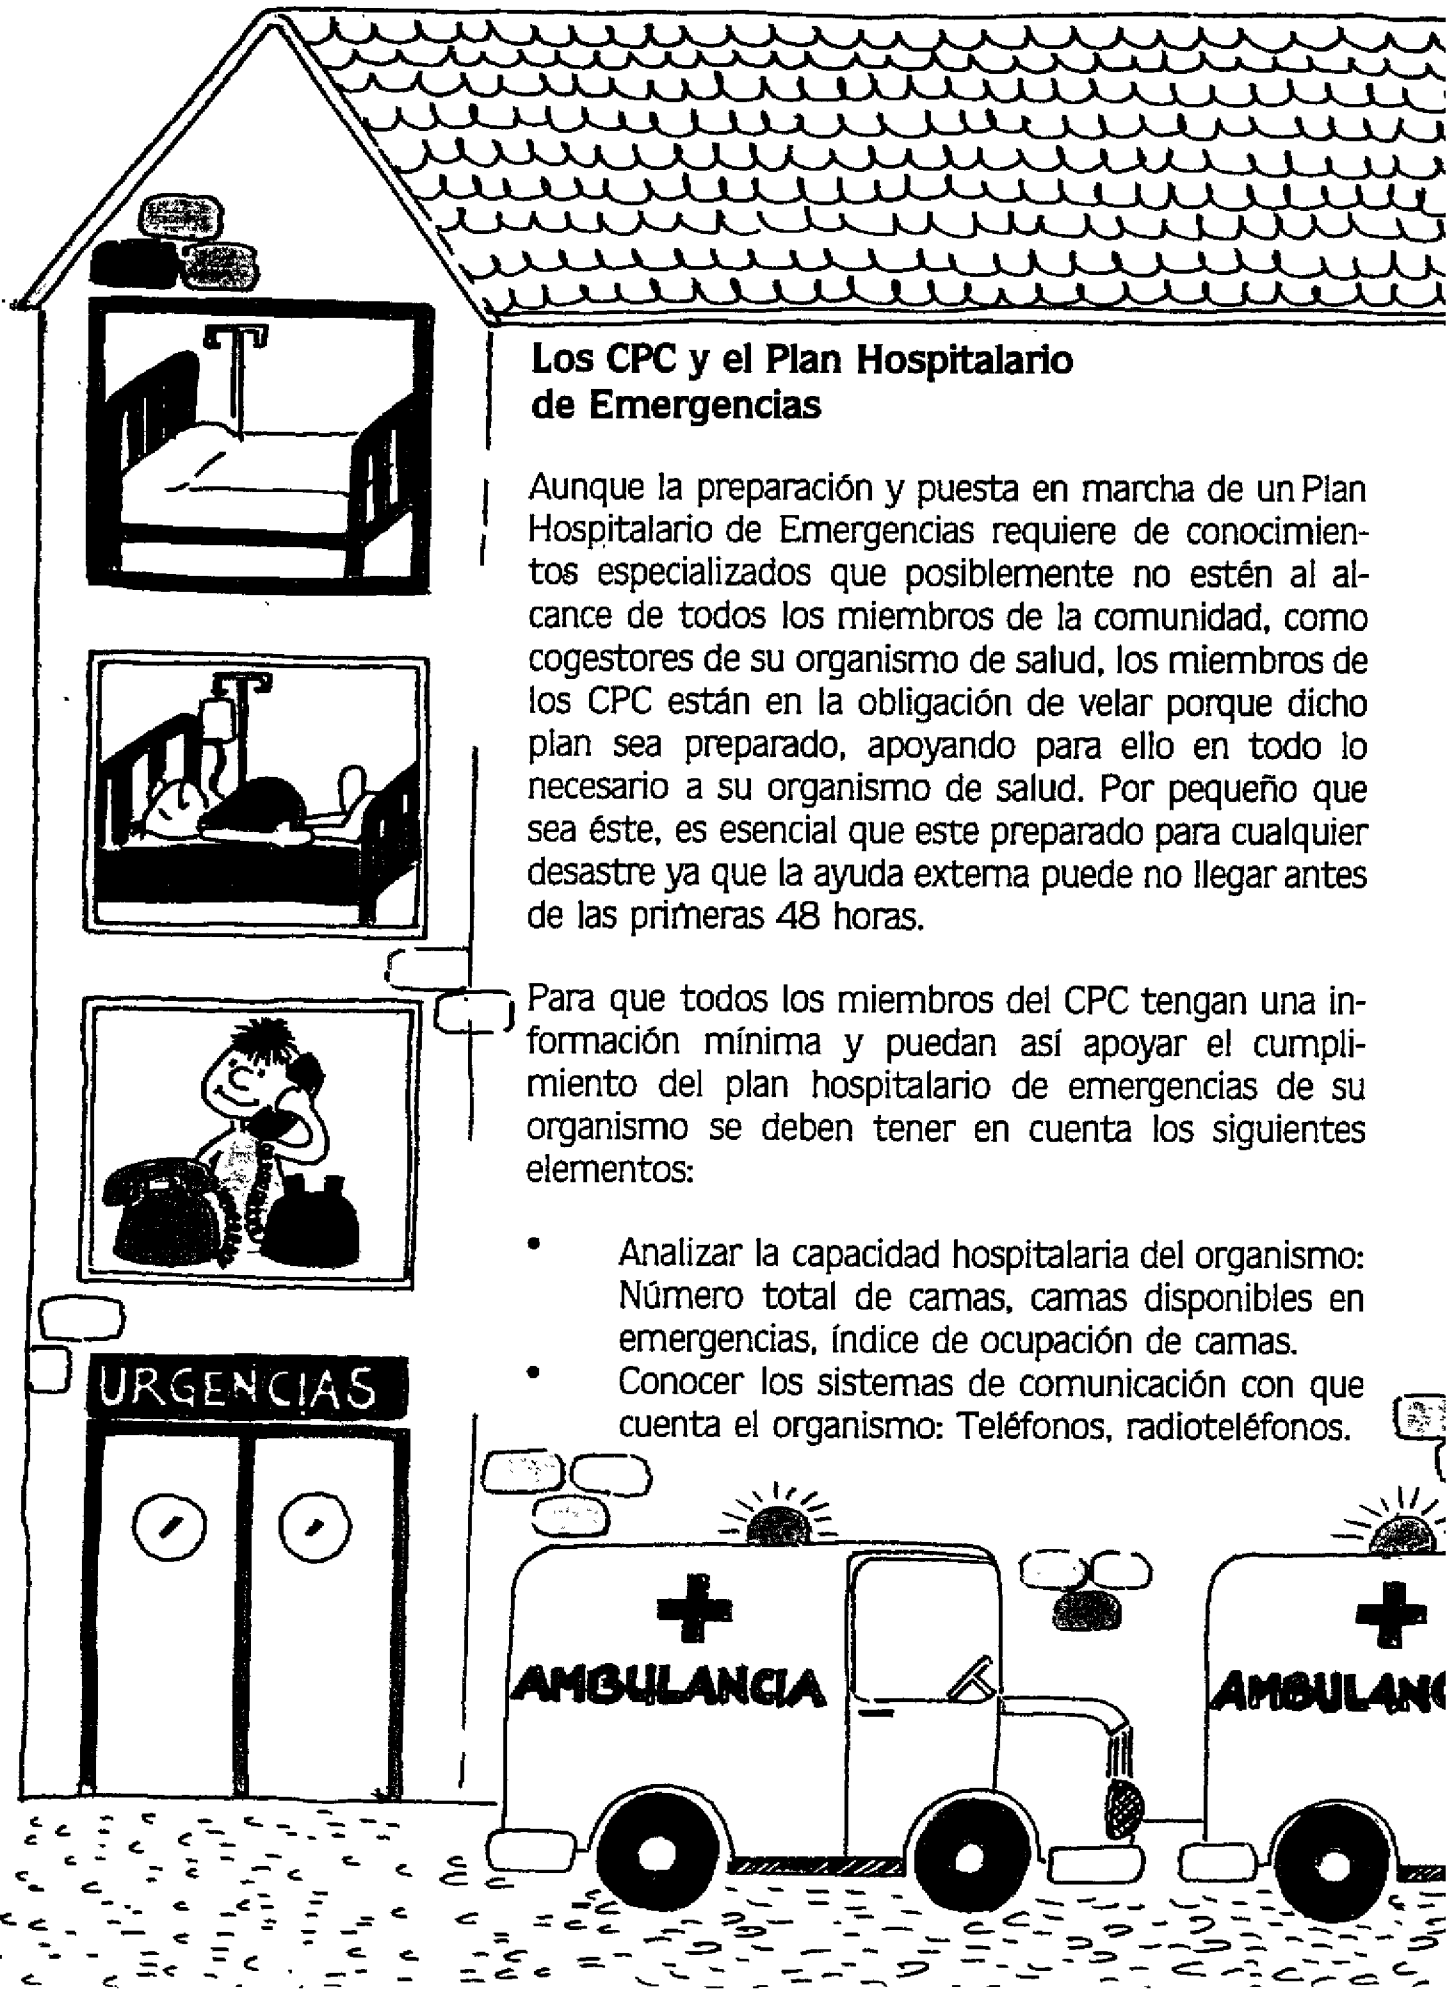 Los CPC y el Plan Hospitalario
de Emergencias
Aunque la preparación y puesta en marcha de un Plan
Hospitalario de Emergencias requiere de conocimien-
tos especializados que posiblemente no estén al al-
cance de todos los miembros de la comunidad, como
cogestores de su organismo de salud, los miembros de
los CPC están en la obligación de velar porque dicho
plan sea preparado, apoyando para ello en todo lo
necesario a su organismo de salud. Por pequeño que
sea éste, es esencial que este preparado para cualquier
desastre ya que la ayuda externa puede no llegar antes
de las primeras 48 horas.
Para que todos los miembros del CPC tengan una in-
formación mínima y puedan así apoyar el cumpli-
miento del plan hospitalario de emergencias de su
organismo se deben tener en cuenta los siguientes
elementos:
• Analizar la capacidad hospitalaria del organismo:
Número total de camas, camas disponibles en
emergencias, índice de ocupación de camas.
• Conocer los sistemas de comunicación con que
cuenta el organismo: Teléfonos, radioteléfonos.
URGENCIAS
AMBULANCIA
AMBULANC